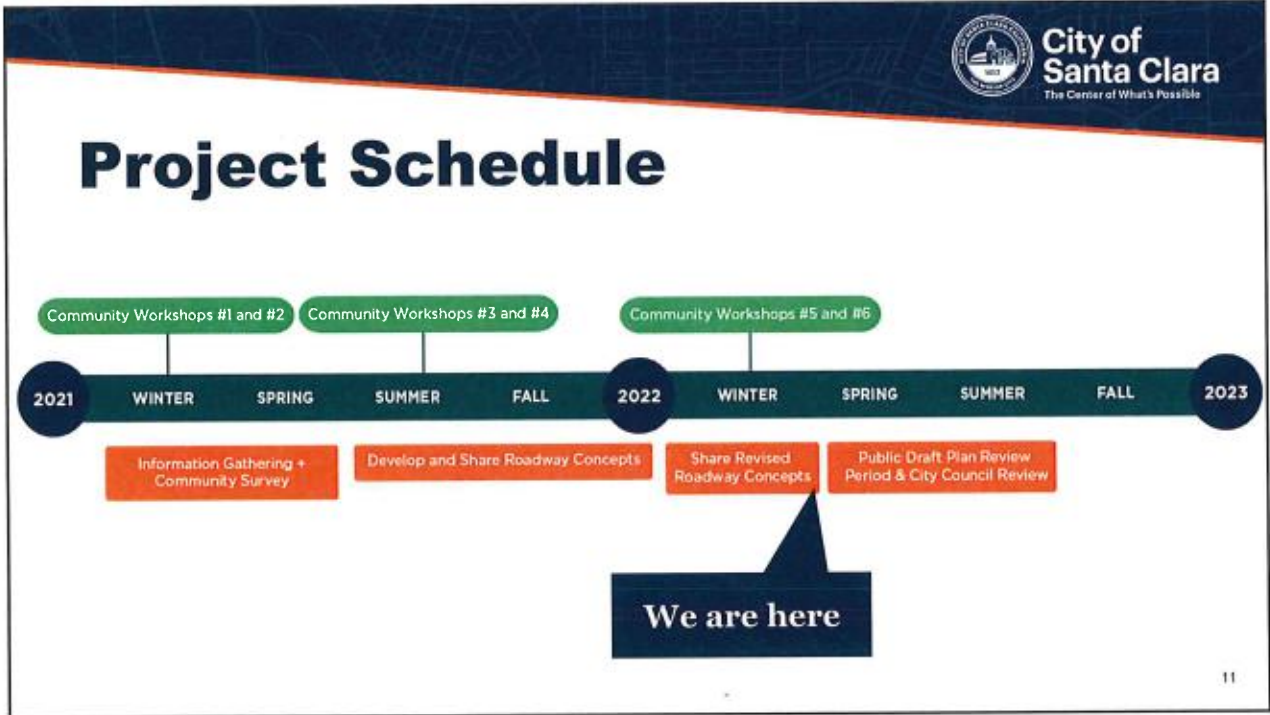 City of
Santa Clara
The Center of What's Possible
Project Schedule
Community Workshops #1 and #2
Community Workshops #3 and #4
Community Workshops #5 and #6
2021
WINTER
SPRING
SUMMER
FALL
2022
WINTER
SPRING
SUMMER
FALL
2023
Information Gathering +
Community Survey
Develop and Share Roadway Concepts
Share Revised
Roadway Concepts
Public Draft Plan Review
Period & City Council Review
We are here
11